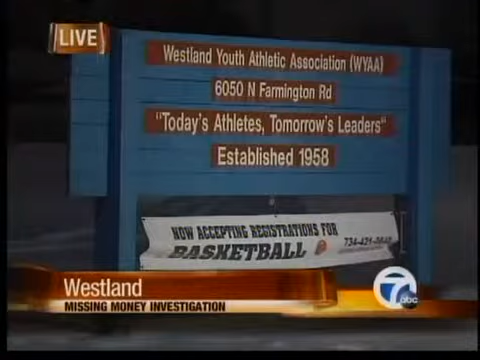 LIVE
Westland Youth Athletic Association (WYAA)
6050 N Farmington Rd
"Today's Athletes, Tomorrow's Leaders"
Established 1958
NOW ACCEPTING REGISTRATIONS FOR
BASKETBALL
Westland
MISSING MONEY INVESTIGATION
7 abc